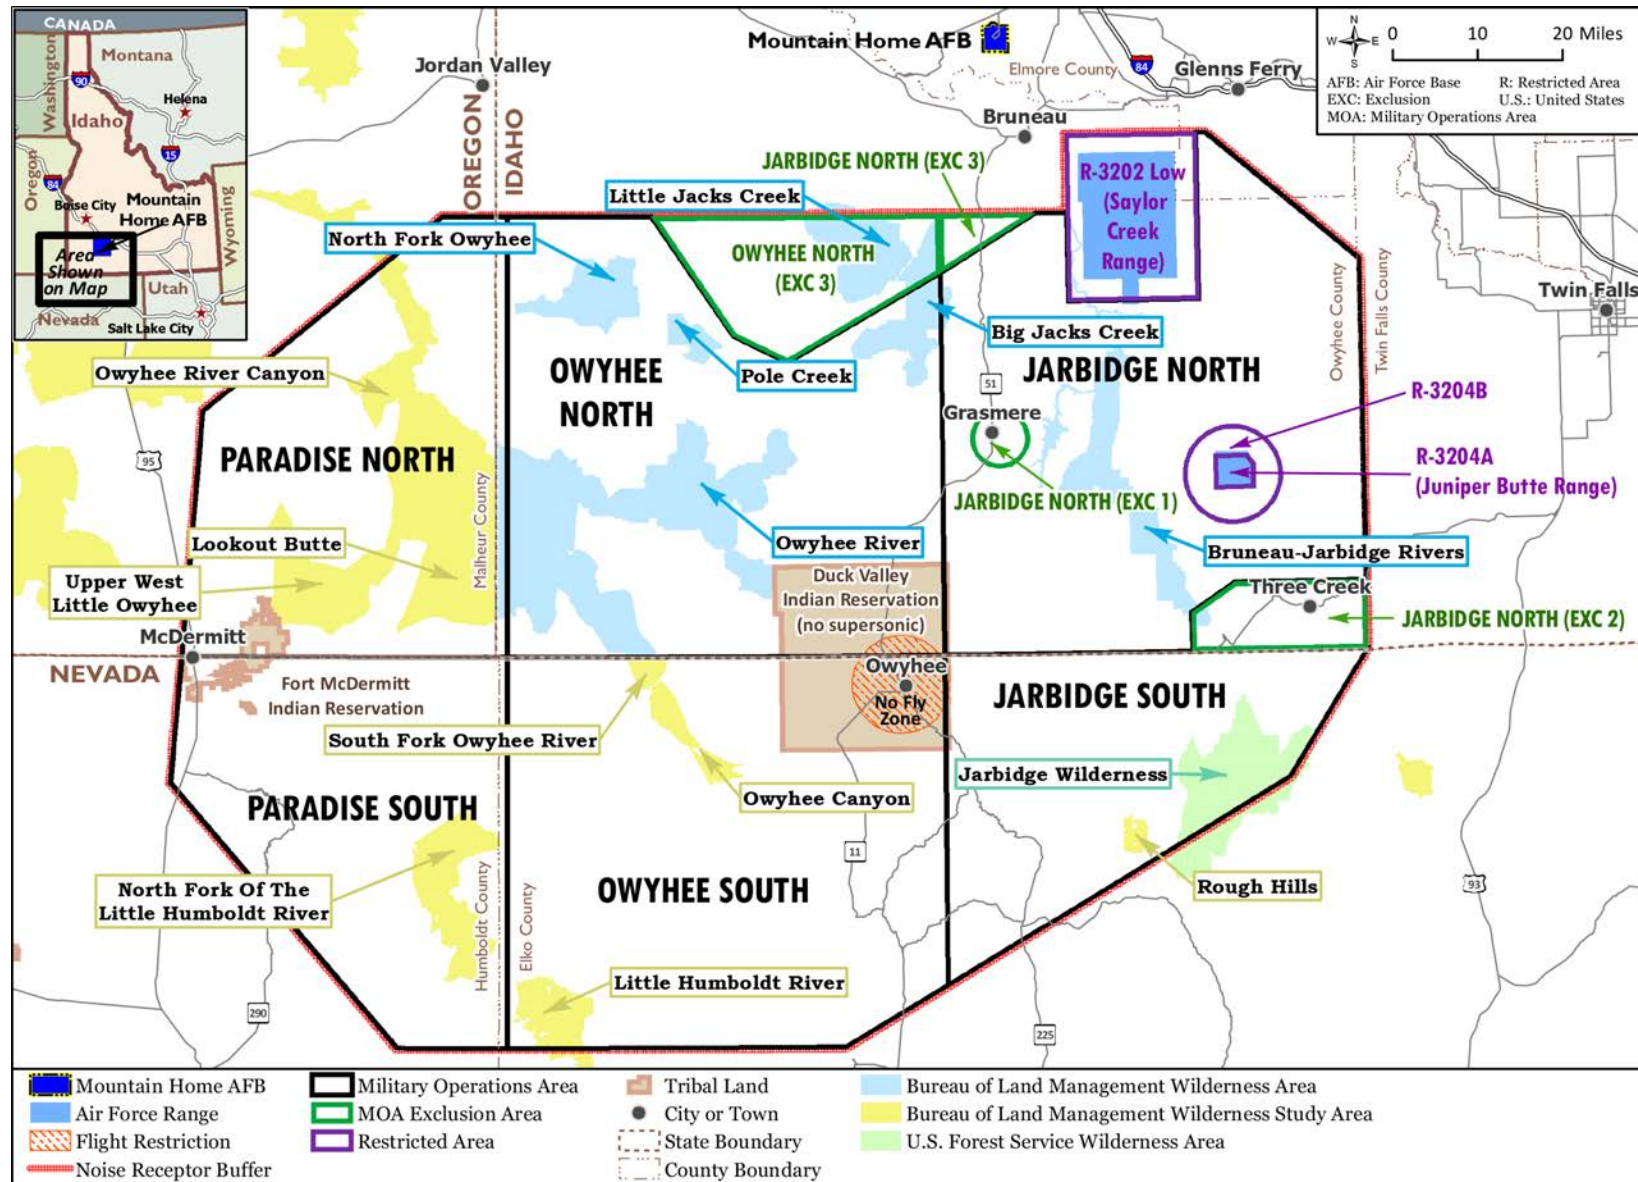 CANADA
Washington
Montana
90
Helena
Idaho
15
Oregon
84
Boise City
Mountain
Home AFB
Wyoming
Area
Shown
on Map
Utah
Nevada
Salt Lake City
Mountain Home AFB
Jordan Valley
Elmore County
84
Glenns Ferry
N
W E
S
0 10 20 Miles
AFB: Air Force Base R: Restricted Area
EXC: Exclusion U.S.: United States
MOA: Military Operations Area
OREGON
IDAHO
Bruneau
JARBIDGE NORTH (EXC 3)
Little Jacks Creek
North Fork Owyhee
OWYHEE NORTH
(EXC 3)
R-3202 Low
(Saylor
Creek
Range)
Owyhee County
Twin Falls County
Twin Falls
Big Jacks Creek
Owyhee River Canyon
Pole Creek
OWYHEE
NORTH
JARBIDGE NORTH
51
Grasmere
R-3204B
R-3204A
(Juniper Butte Range)
PARADISE NORTH
95
JARBIDGE NORTH (EXC 1)
Lookout Butte
Malheur County
Owyhee River
Bruneau-Jarbidge Rivers
Upper West
Little Owyhee
Duck Valley
Indian Reservation
(no supersonic)
Three Creek
JARBIDGE NORTH (EXC 2)
McDermitt
NEVADA
Fort McDermitt
Indian Reservation
Owyhee
No Fly
Zone
JARBIDGE SOUTH
South Fork Owyhee River
Jarbidge Wilderness
Owyhee Canyon
PARADISE SOUTH
11
Rough Hills
93
North Fork Of The
Little Humboldt River
OWYHEE SOUTH
Humboldt County
Elko County
Little Humboldt River
290
225
Mountain Home AFB
Air Force Range
Flight Restriction
Noise Receptor Buffer
Military Operations Area
MOA Exclusion Area
Restricted Area
Tribal Land
City or Town
State Boundary
County Boundary
Bureau of Land Management Wilderness Area
Bureau of Land Management Wilderness Study Area
U.S. Forest Service Wilderness Area